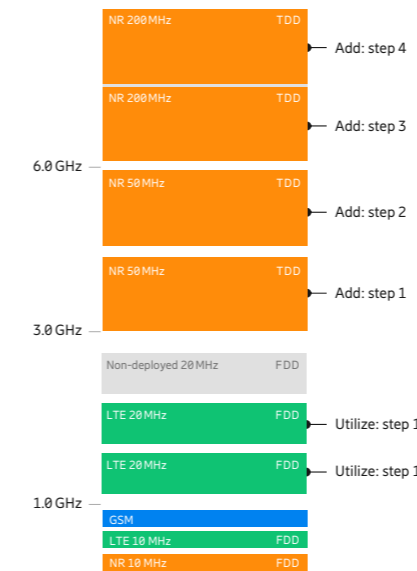 NR 200 MHz TDD
Add: step 4
NR 200 MHz TDD
Add: step 3
6.0 GHz
NR 50 MHz TDD
Add: step 2
NR 50 MHz TDD
Add: step 1
3.0 GHz
Non-deployed 20 MHz FDD
LTE 20 MHz FDD
Utilize: step 1
LTE 20 MHz FDD
Utilize: step 1
1.0 GHz
GSM
LTE 10 MHz FDD
NR 10 MHz FDD